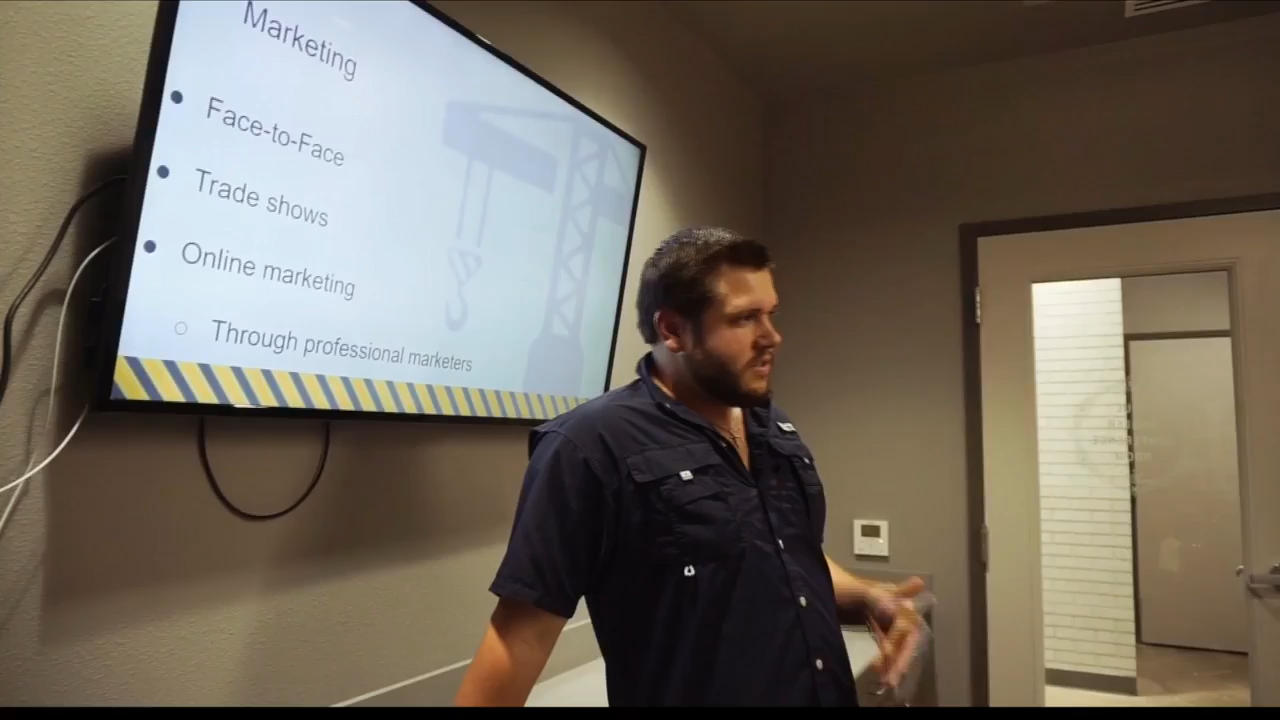 Marketing
Face-to-Face
Trade shows
Online marketing
Through professional marketers